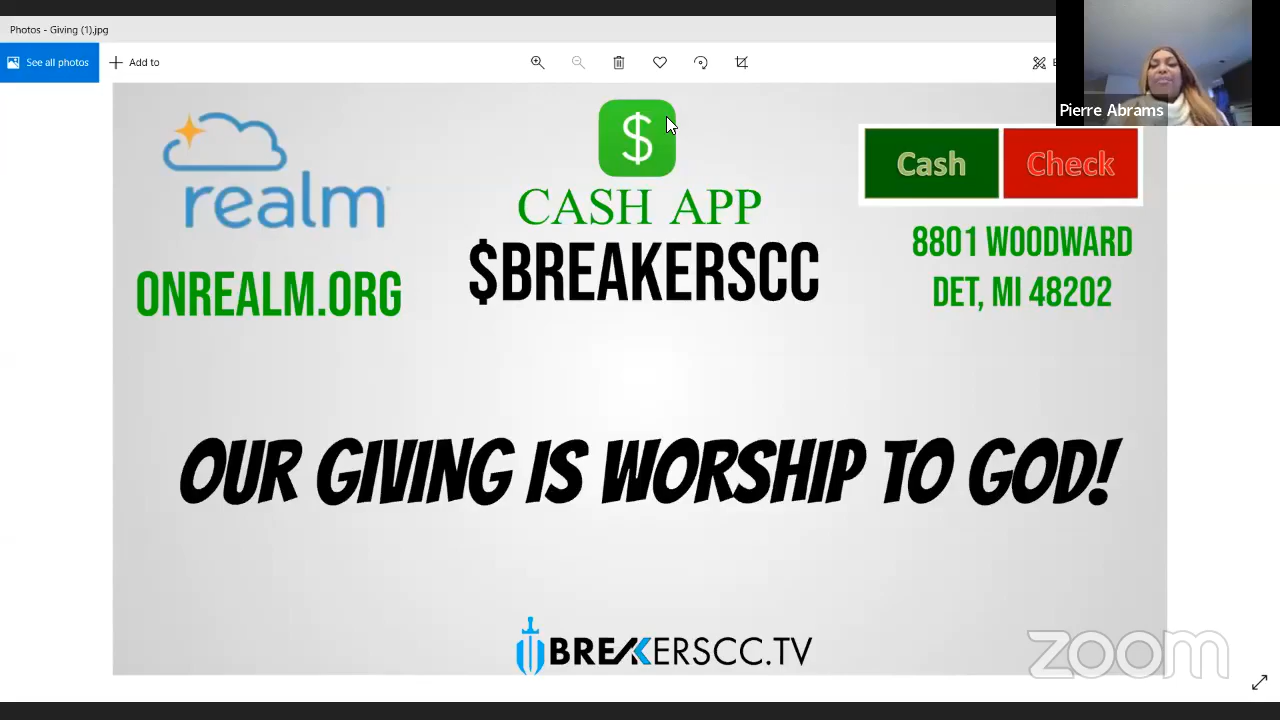 Photos - Giving (1).jpg
See all photos
Add to
Pierre Abrams
realm
ONREALM.ORG
$
CASH APP
$BREAKERSCC
Cash
Check
8801 WOODWARD
DET, MI 48202
OUR GIVING IS WORSHIP TO GOD!
BREAKERSCC.TV
zoom